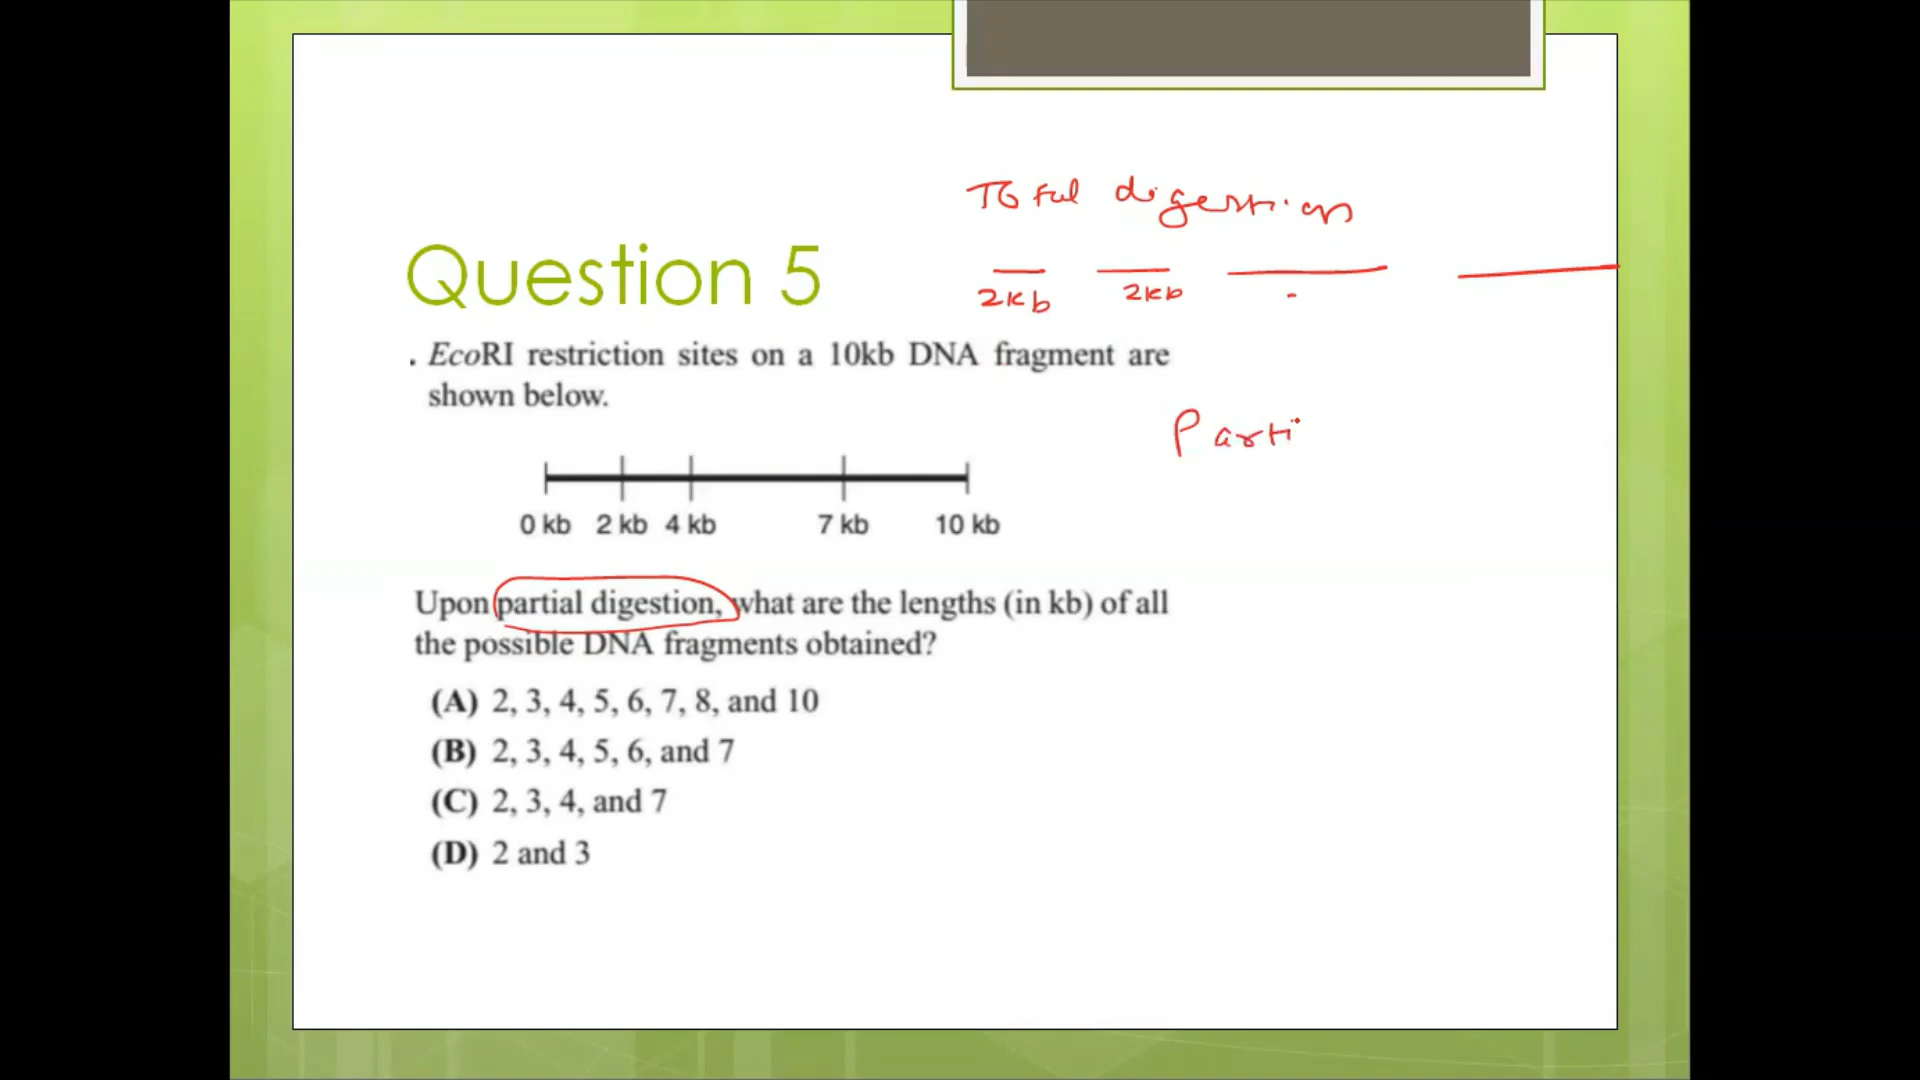 Total digestion
2kb 2kb
Question 5
. EcoRI restriction sites on a 10kb DNA fragment are
shown below.
Parti
0 kb 2 kb 4 kb 7 kb 10 kb
Upon partial digestion, what are the lengths (in kb) of all
the possible DNA fragments obtained?
(A) 2, 3, 4, 5, 6, 7, 8, and 10
(B) 2, 3, 4, 5, 6, and 7
(C) 2, 3, 4, and 7
(D) 2 and 3